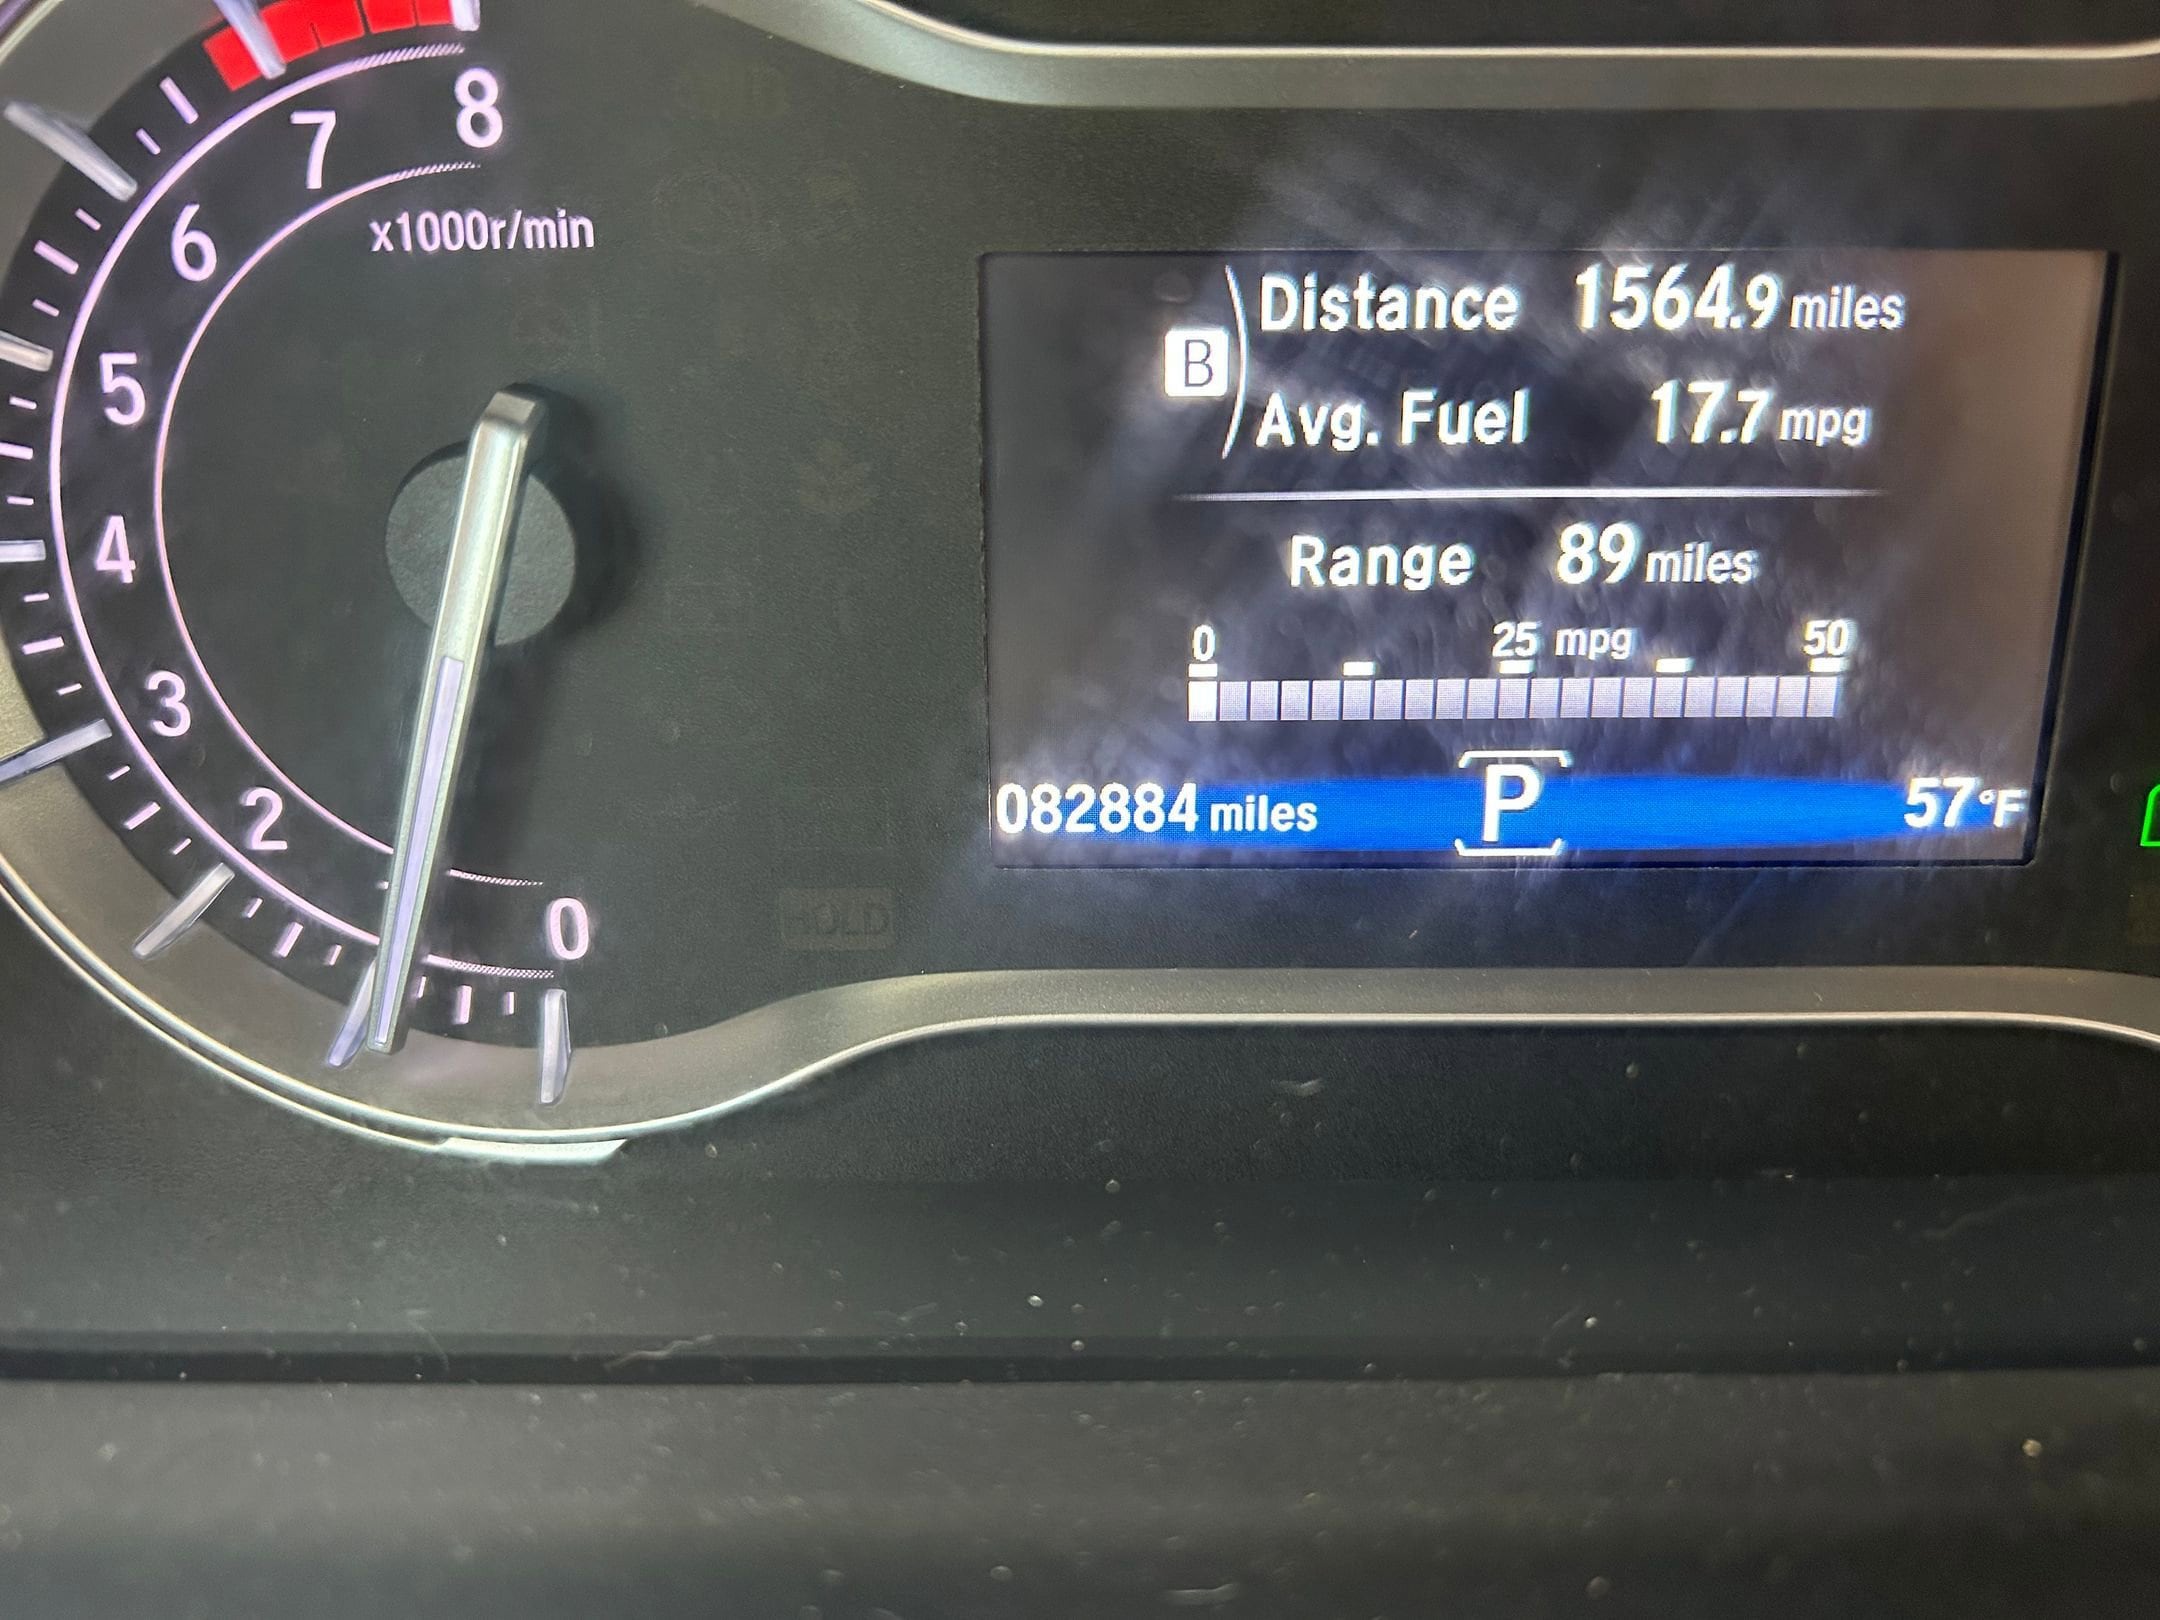 8
7
x1000r/min
6
5
4
3
2
0
HOLD
B
Distance 1564.9 miles
Avg. Fuel 17.7 mpg
Range 89 miles
0 25 mpg 50
082884 miles P 57°F